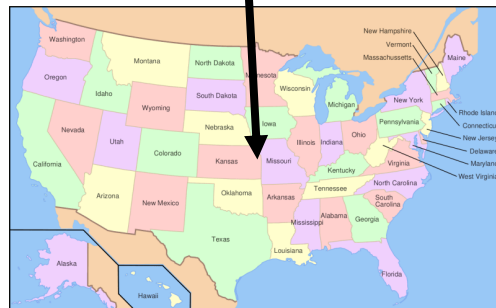 New Hampshire
Vermont
Massachusetts
Washington
Montana
North Dakota
Minnesota
Maine
Oregon
Idaho
South Dakota
Wisconsin
Michigan
New York
Wyoming
Iowa
Rhode Island
Connecticut
Nebraska
Pennsylvania
New Jersey
Nevada
Utah
Colorado
Illinois
Indiana
Ohio
Delaware
Maryland
California
Kansas
Missouri
Kentucky
Virginia
West Virginia
Arizona
New Mexico
Oklahoma
Arkansas
Tennessee
North Carolina
South
Carolina
Mississippi
Alabama
Georgia
Texas
Louisiana
Florida
Alaska
Hawaii